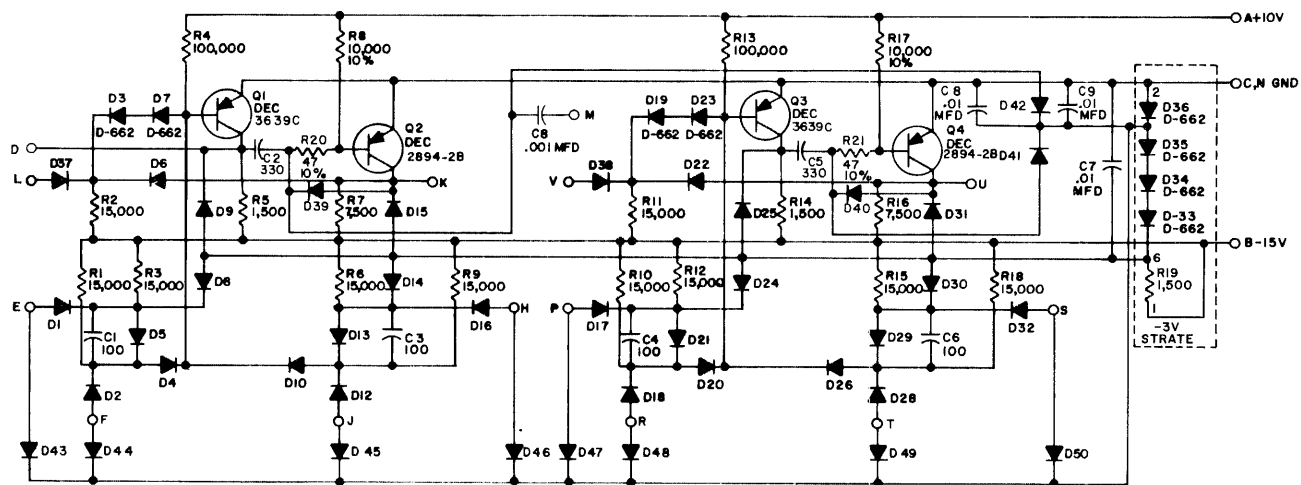 A+10V
R4
100,000
R8
10,000
10%
R13
100,000
R17
10,000
10%
C,N GND
D3
D-662
D7
D-662
Q1
DEC
3639C
Q2
DEC
2894-2B
R20
47
10%
C2
330
C8
.001MFD
M
D19
D-662
D23
D-662
Q3
DEC
3639C
Q4
DEC
2894-2B
R21
47
10%
C5
330
C8
.01
MFD
D42
C9
.01
MFD
D41
C7
.01
MFD
2
D36
D-662
D35
D-662
D34
D-662
D-33
D-662
D
L
D37
D6
R2
15,000
D9
R5
1,500
D39
R7
7,500
D15
K
V
D38
D22
R11
15,000
D25
R14
1,500
D40
R16
7,500
D31
U
B-15V
6
R19
1,500
1
-3V
STRATE
R1
15,000
R3
15,000
D8
R6
15,000
D14
R9
15,000
D16
H
E
D1
C1
100
D5
D4
D10
D13
C3
100
D2
D12
F
J
D43
D44
D45
D46
R10
15,000
R12
15,000
D24
R15
15,000
D30
R18
15,000
D32
S
P
D17
C4
100
D21
D20
D26
D29
C6
100
D18
D28
R
T
D47
D48
D49
D50